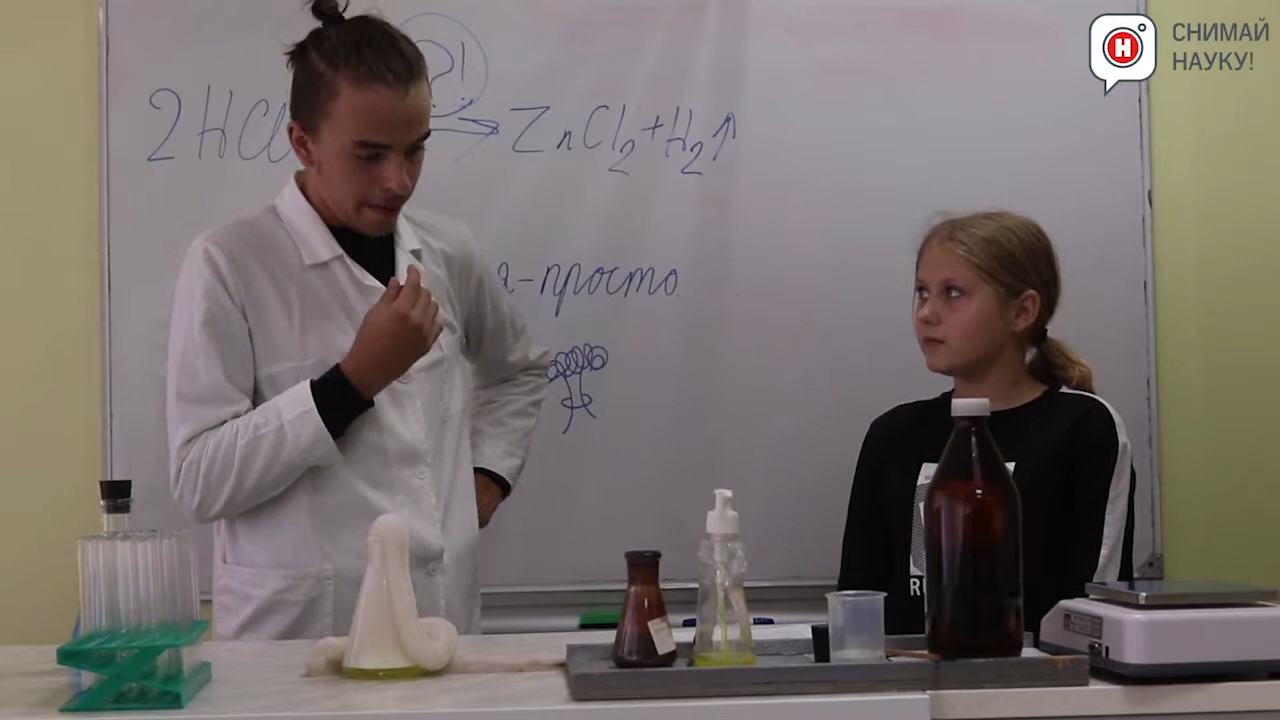 СНИМАЙ
НАУКУ!
Н
?!
2HCl → ZnCl₂+H₂↑
я-просто
R